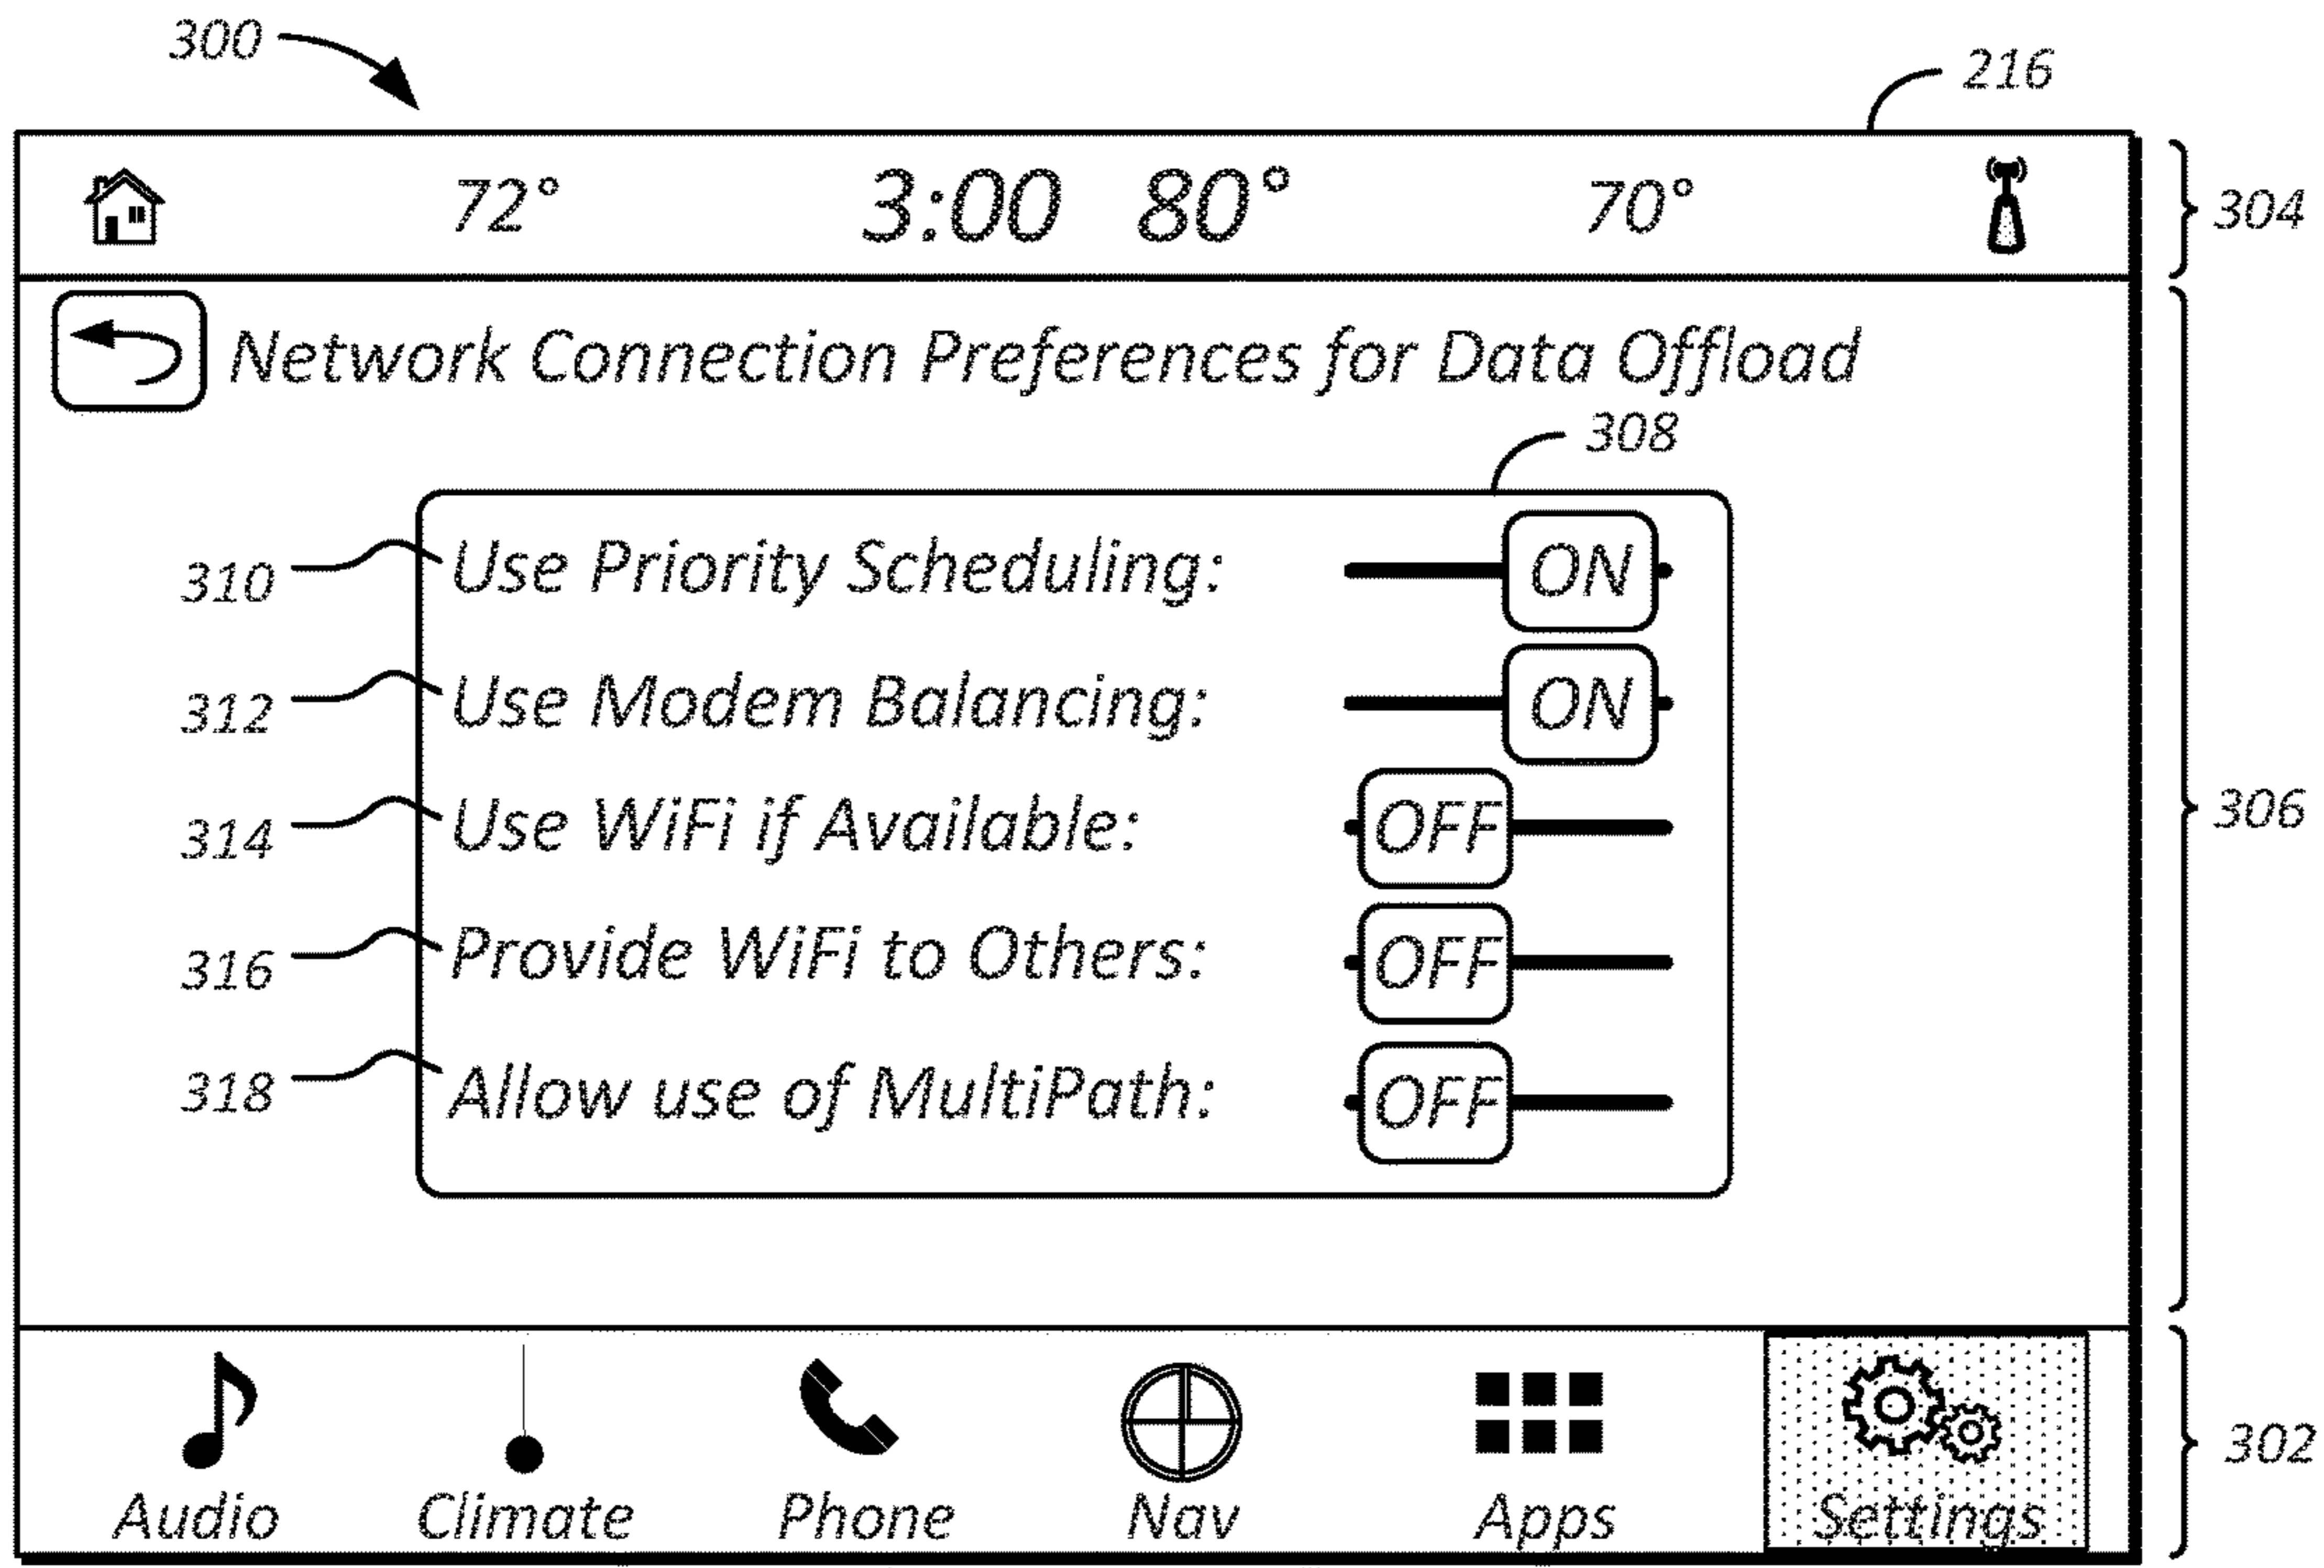 300
216
72° 3:00 80° 70°
304
Network Connection Preferences for Data Offload
308
310 Use Priority Scheduling: ON
312 Use Modem Balancing: ON
314 Use WiFi if Available: OFF
306
316 Provide WiFi to Others: OFF
318 Allow use of MultiPath: OFF
302
Audio Climate Phone Nav Apps Settings